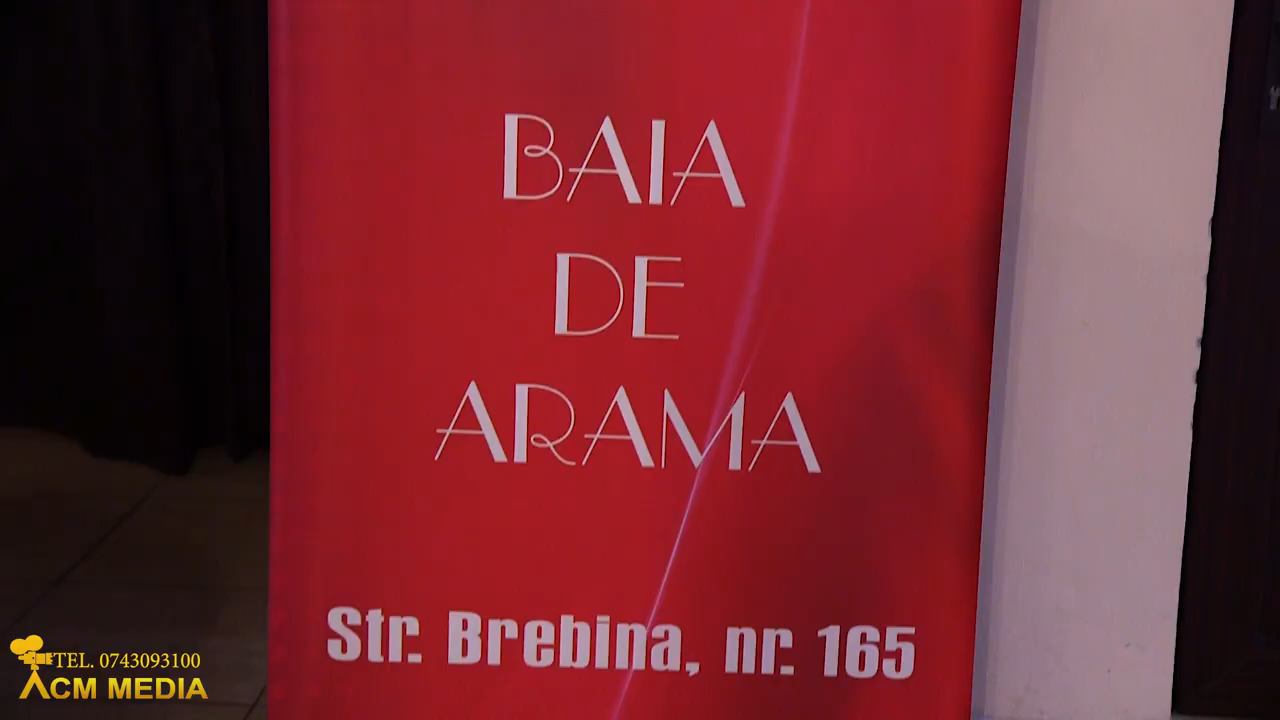 BAIA
DE
ARAMA
Str. Brebina, nr. 165
TEL. 0743093100
ACM MEDIA